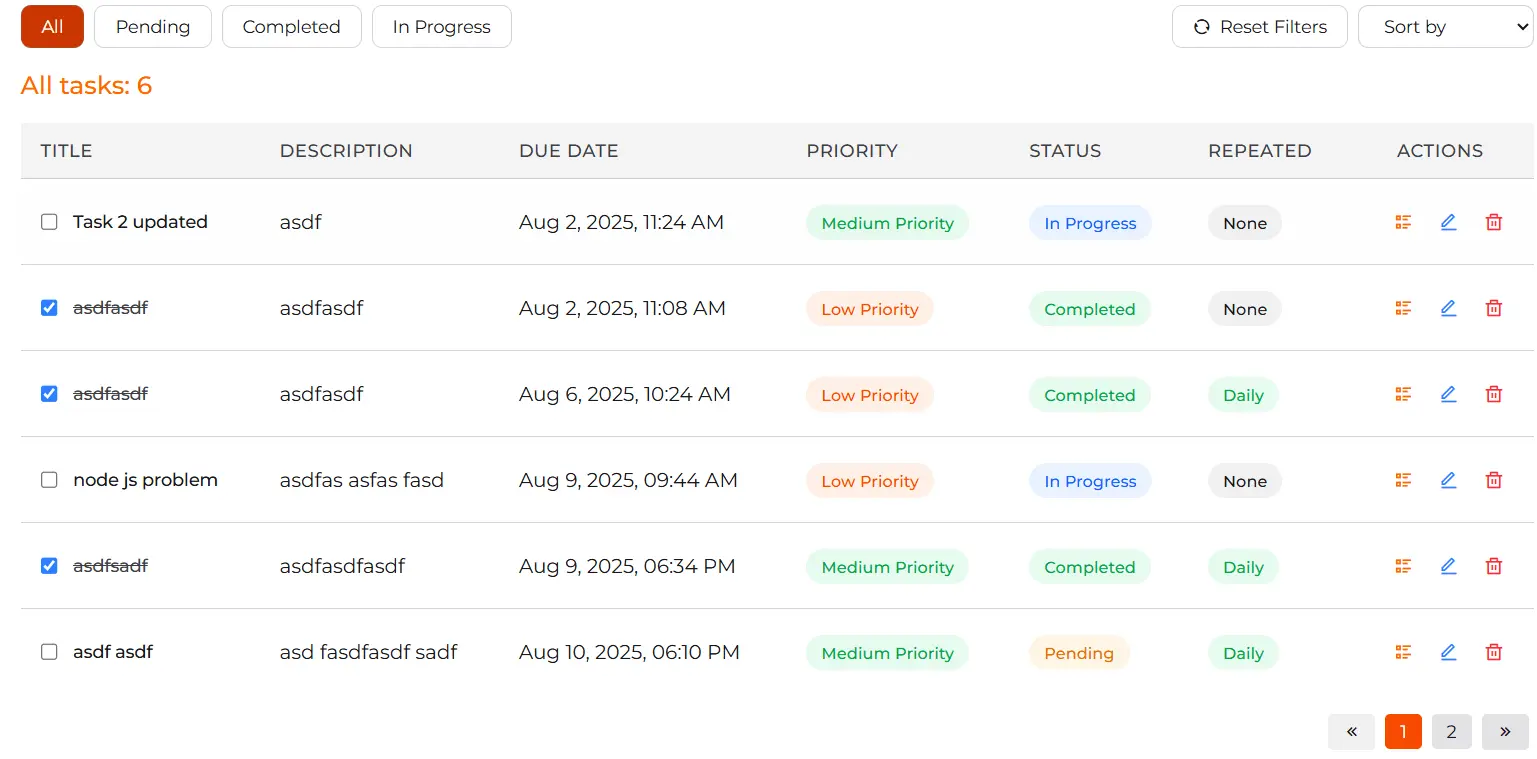 All Pending Completed In Progress Reset Filters Sort by
All tasks: 6
TITLE DESCRIPTION DUE DATE PRIORITY STATUS REPEATED ACTIONS
Task 2 updated asdf Aug 2, 2025, 11:24 AM Medium Priority In Progress None
asdfasdf asdfasdf Aug 2, 2025, 11:08 AM Low Priority Completed None
asdfasdf asdfasdf Aug 6, 2025, 10:24 AM Low Priority Completed Daily
node js problem asdfas asfas fasd Aug 9, 2025, 09:44 AM Low Priority In Progress None
asdfsadf asdfasdfasdf Aug 9, 2025, 06:34 PM Medium Priority Completed Daily
asdf asdf asd fasdfasdf sadf Aug 10, 2025, 06:10 PM Medium Priority Pending Daily
« 1 2 »